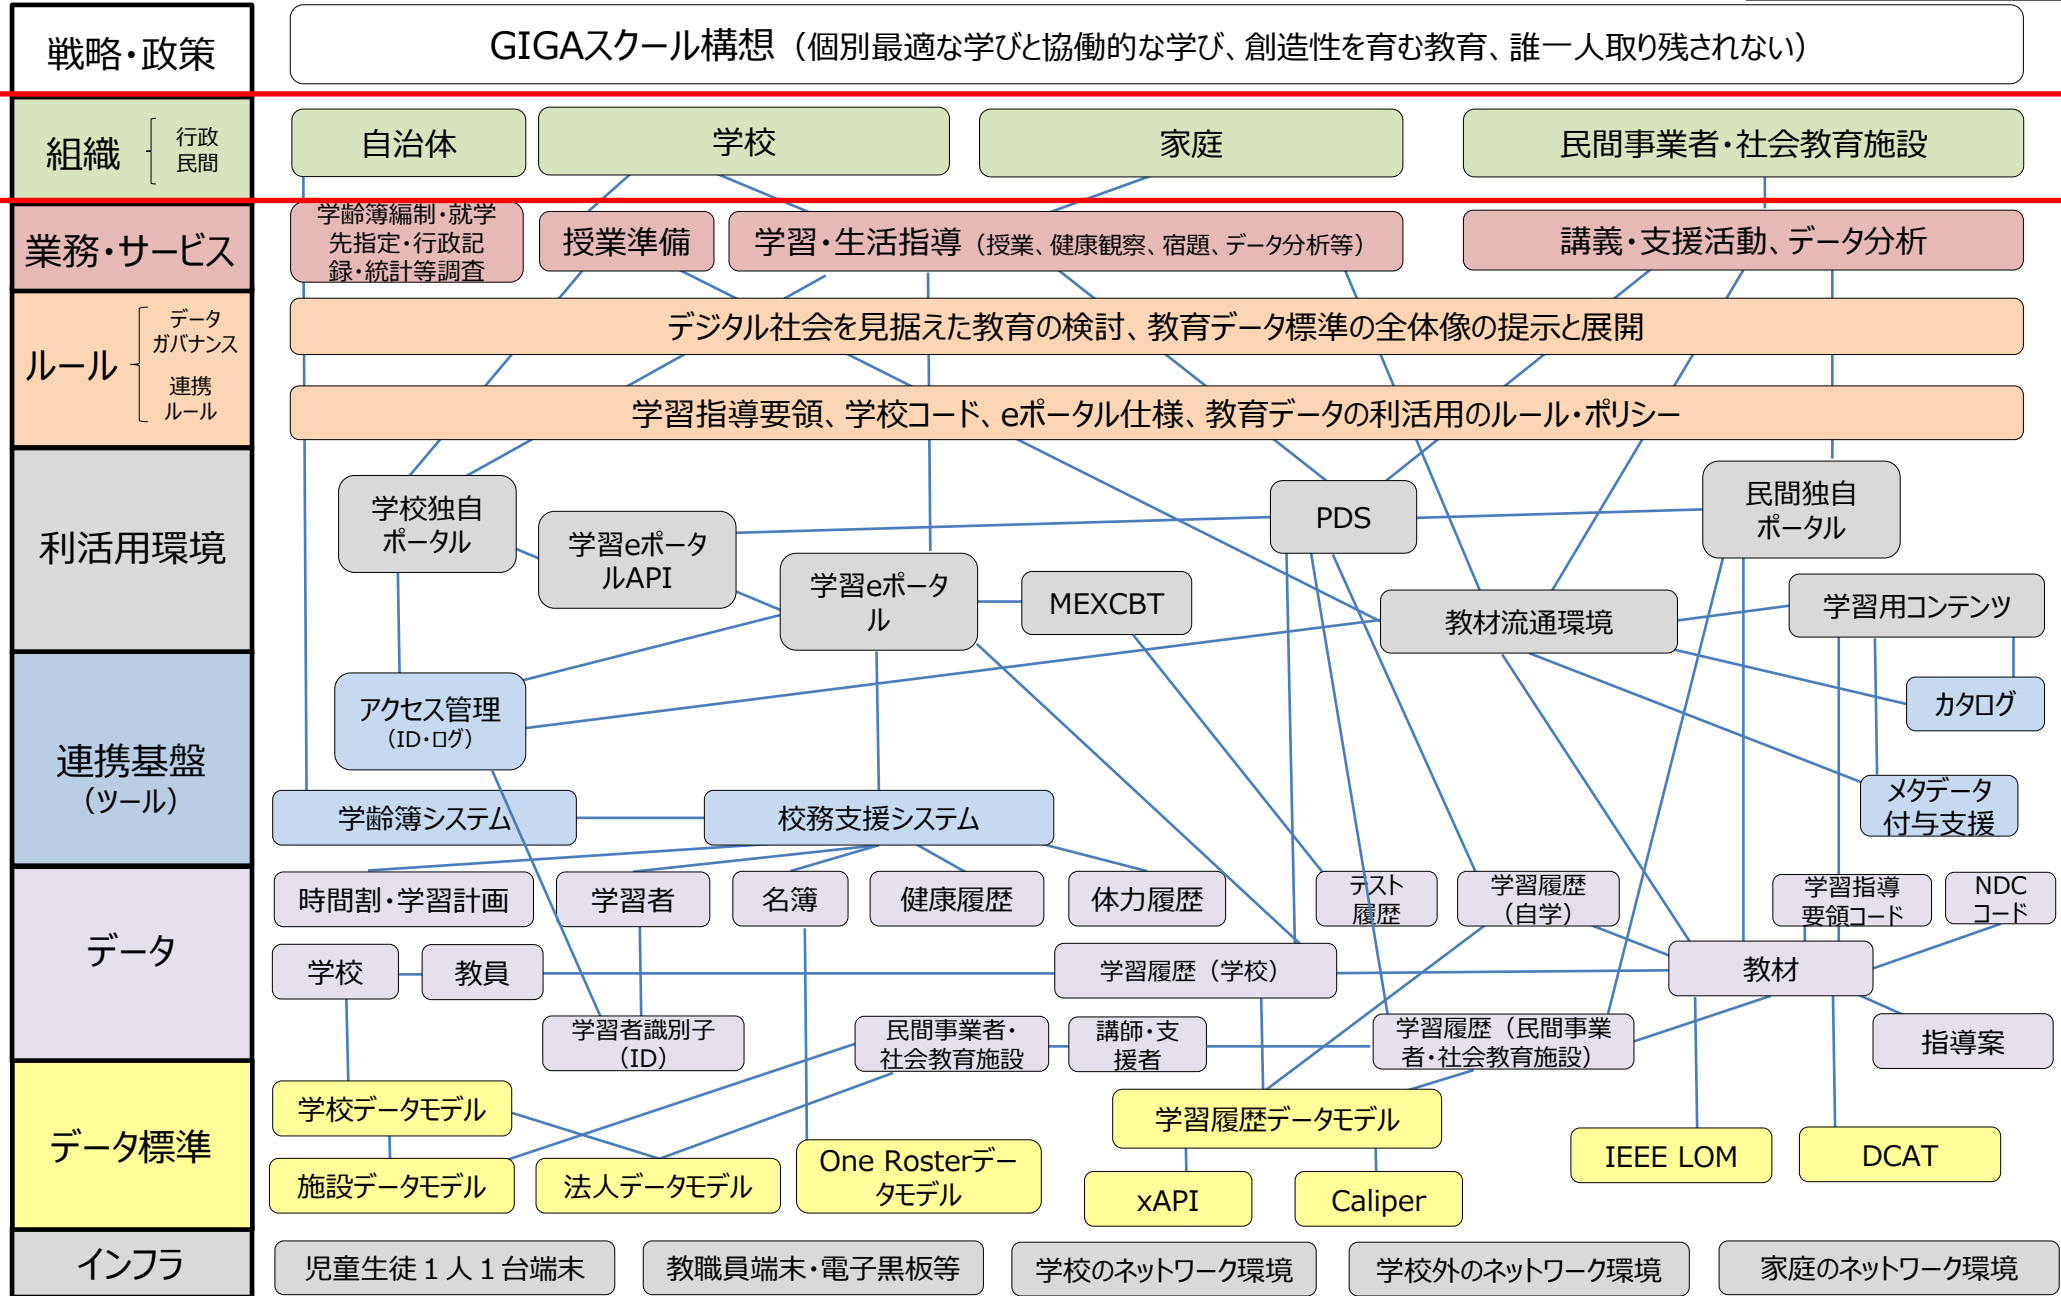 戦略・政策
GIGAスクール構想（個別最適な学びと協働的な学び、創造性を育む教育、誰一人取り残されない）
組織
行政
民間
自治体
学校
家庭
民間事業者・社会教育施設
業務・サービス
学齢簿編制・就学
先指定・行政記
録・統計等調査
授業準備
学習・生活指導（授業、健康観察、宿題、データ分析等）
講義・支援活動、データ分析
ルール
データ
ガバナンス
連携
ルール
デジタル社会を見据えた教育の検討、教育データ標準の全体像の提示と展開
学習指導要領、学校コード、eポータル仕様、教育データの利活用のルール・ポリシー
利活用環境
学校独自
ポータル
学習eポータ
ルAPI
学習eポータ
ル
MEXCBT
PDS
教材流通環境
民間独自
ポータル
学習用コンテンツ
連携基盤
（ツール）
アクセス管理
（ID・ログ）
カタログ
メタデータ
付与支援
学齢簿システム
校務支援システム
データ
時間割・学習計画
学習者
名簿
健康履歴
体力履歴
テスト
履歴
学習履歴
（自学）
学習指導
要領コード
NDC
コード
学校
教員
学習履歴（学校）
教材
学習者識別子
（ID）
民間事業者・
社会教育施設
講師・支
援者
学習履歴（民間事業
者・社会教育施設）
指導案
データ標準
学校データモデル
学習履歴データモデル
施設データモデル
法人データモデル
One Rosterデー
タモデル
xAPI
Caliper
IEEE LOM
DCAT
インフラ
児童生徒１人１台端末
教職員端末・電子黒板等
学校のネットワーク環境
学校外のネットワーク環境
家庭のネットワーク環境